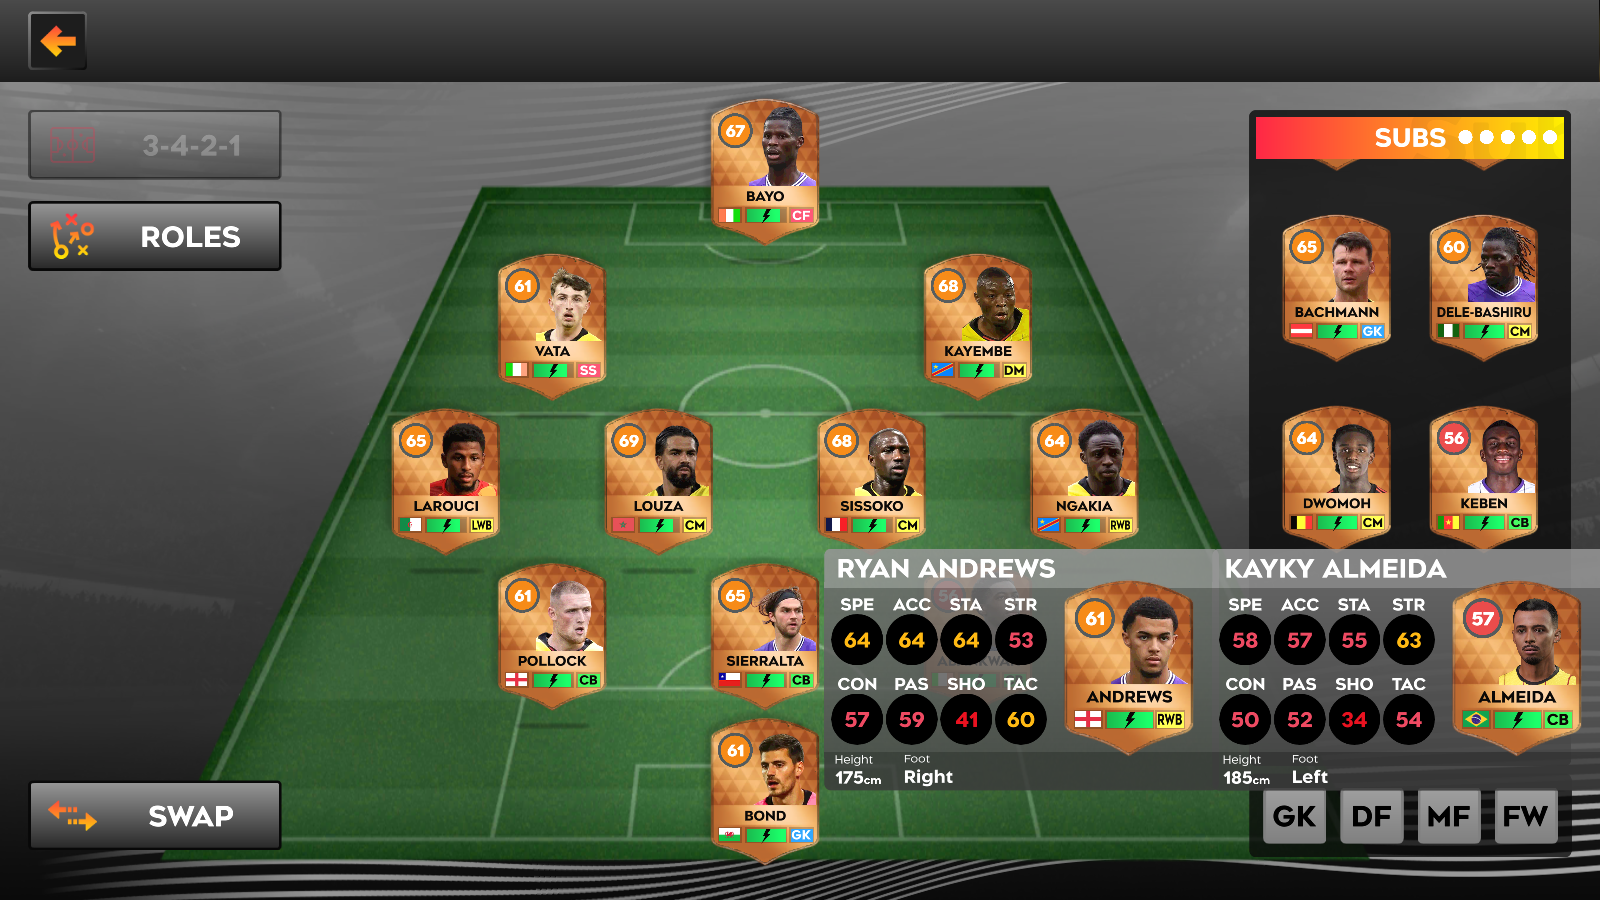 3-4-2-1
ROLES
67
BAYO
CF
61
VATA
SS
68
KAYEMBE
DM
65
LAROUCI
LWB
69
LOUZA
CM
68
SISSOKO
CM
64
NGAKIA
RWB
61
POLLOCK
CB
65
SIERRALTA
CB
61
BOND
GK
SUBS
65
BACHMANN
GK
60
DELE-BASHIRU
CM
64
DWOMOH
CM
56
KEBEN
CB
RYAN ANDREWS
SPE ACC STA STR
64 64 64 53
CON PAS SHO TAC
57 59 41 60
Height Foot
175cm Right
61
ANDREWS
RWB
KAYKY ALMEIDA
SPE ACC STA STR
58 57 55 63
CON PAS SHO TAC
50 52 34 54
Height Foot
185cm Left
57
ALMEIDA
CB
SWAP
GK DF MF FW